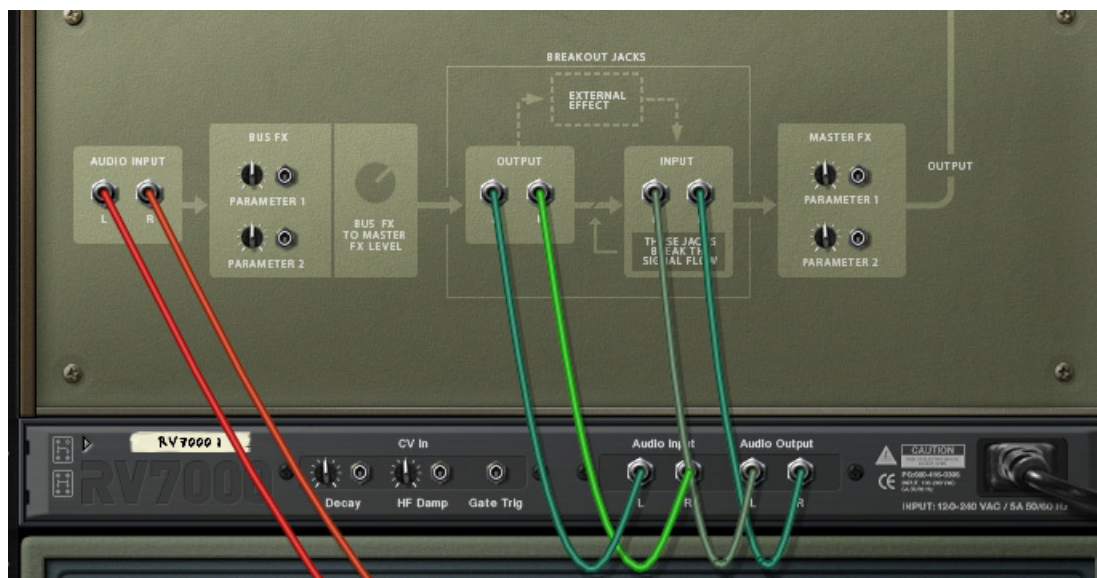 BREAKOUT JACKS
EXTERNAL
EFFECT
BUS FX
MASTER FX
AUDIO INPUT
OUTPUT
INPUT
OUTPUT
PARAMETER 1
PARAMETER 1
L
R
BUS FX
TO MASTER
FX LEVEL
THESE JACKS
BREAK THE
SIGNAL FLOW
PARAMETER 2
PARAMETER 2
RV7000 1
RV7000
CV In
Audio Input
Audio Output
CAUTION
Decay
HF Damp
Gate Trig
L
R
L
R
INPUT: 120-240 VAC / 5A 50/60 Hz